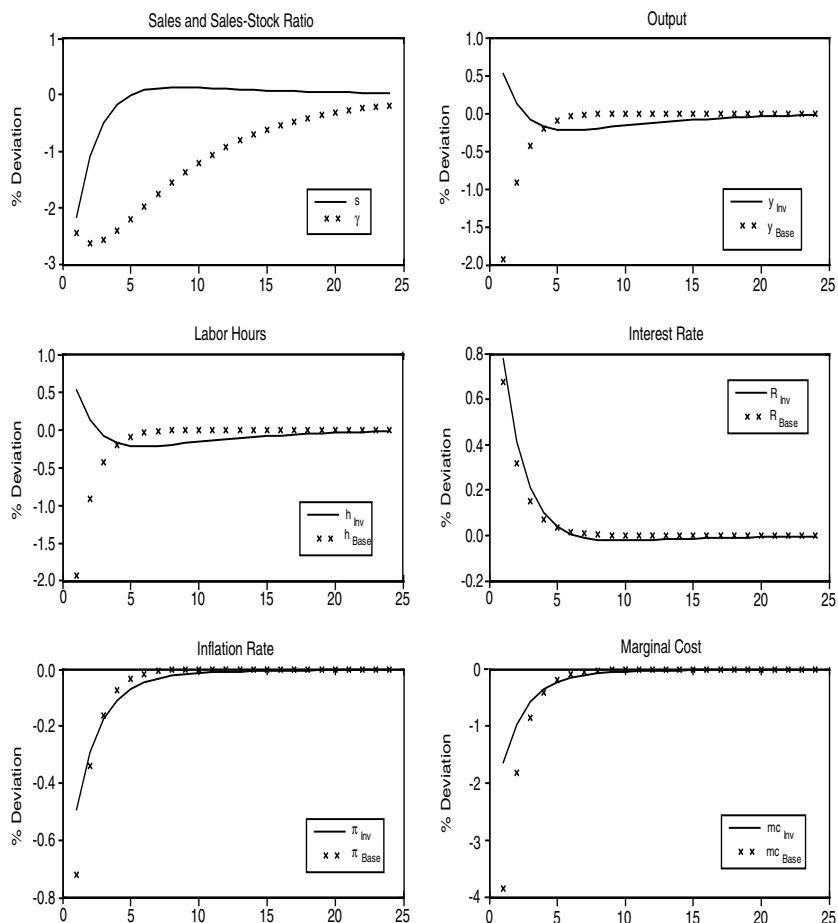 Sales and Sales-Stock Ratio
1
0
-1
-2
-3
% Deviation
s
γ
0 5 10 15 20 25
Output
1.0
0.5
0.0
-0.5
-1.0
-1.5
-2.0
% Deviation
y Inv
y Base
0 5 10 15 20 25
Labor Hours
1.0
0.5
0.0
-0.5
-1.0
-1.5
-2.0
% Deviation
h Inv
h Base
0 5 10 15 20 25
Interest Rate
0.8
0.6
0.4
0.2
0.0
-0.2
% Deviation
R Inv
R Base
0 5 10 15 20 25
Inflation Rate
0.0
-0.2
-0.4
-0.6
-0.8
% Deviation
π Inv
π Base
0 5 10 15 20 25
Marginal Cost
0
-1
-2
-3
-4
% Deviation
mc Inv
mc Base
0 5 10 15 20 25